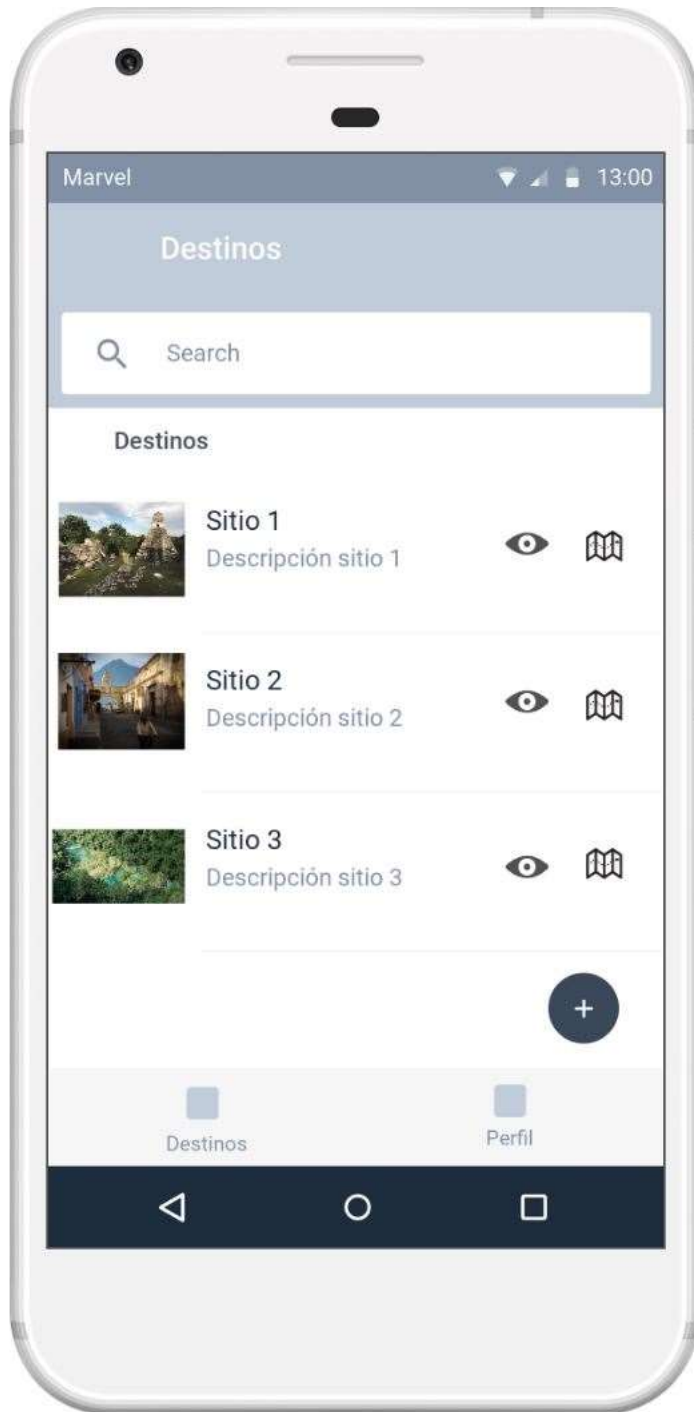 Marvel 13:00
Destinos
Search
Destinos
Sitio 1
Descripción sitio 1
Sitio 2
Descripción sitio 2
Sitio 3
Descripción sitio 3
+
Destinos Perfil